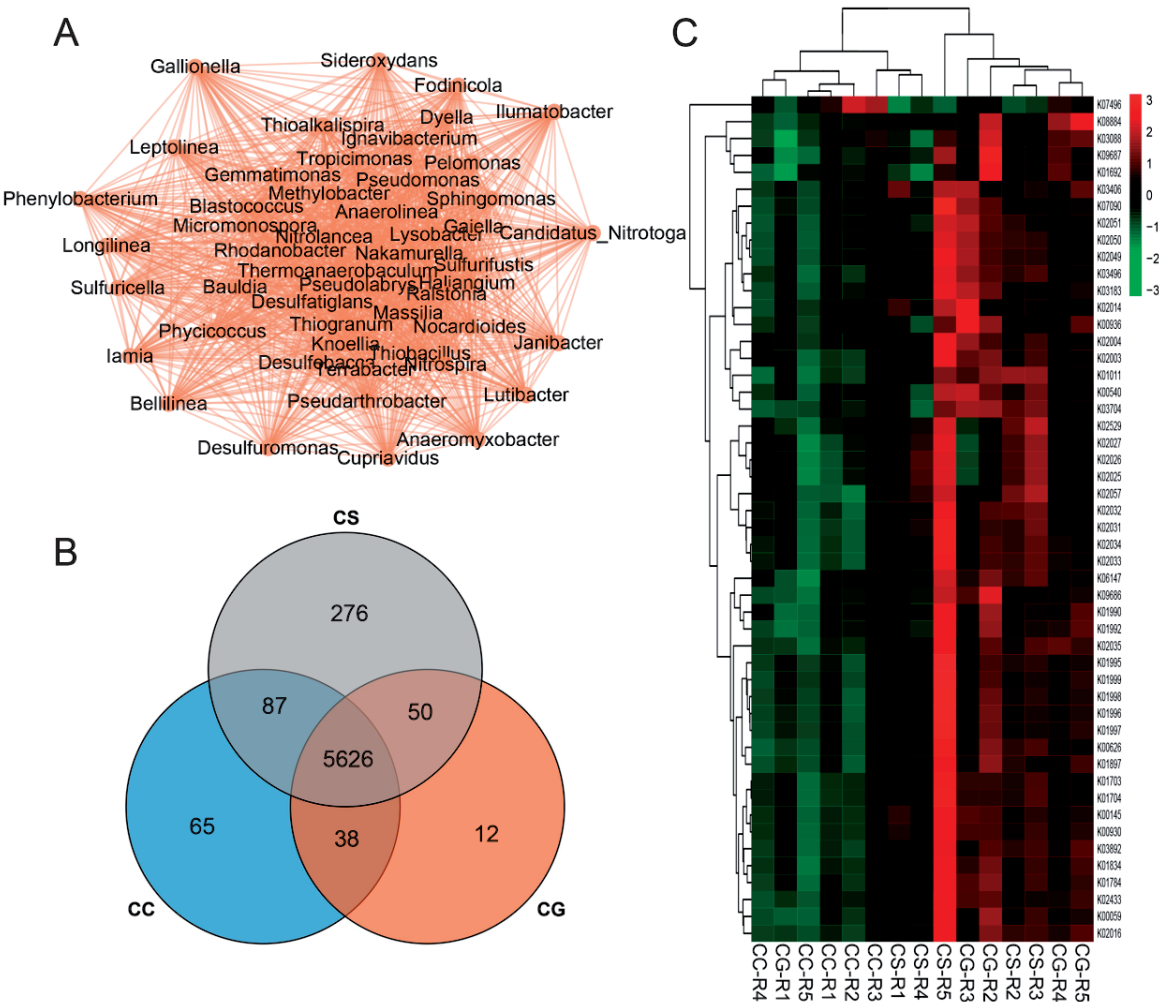 A
Gallionella
Sideroxydans
Fodinicola
Ilumatobacter
Dyella
Thioalkalispira
Ignavibacterium
Leptolinea
Tropicimonas
Pelomonas
Gemmatimonas
Pseudomonas
Phenylobacterium
Methylobacter
Sphingomonas
Blastococcus
Anaerolinea
Micromonospora
Gaiella
Nitrolancea
Lysobacter
Candidatus_Nitrotoga
Longilinea
Rhodanobacter
Nakamurella
Thermoanaerobaculum
Sulfurifustis
Sulfuricella
Bauldia
Pseudolabrys
Haliangium
Ralstonia
Desulfatiglans
Massilia
Phycicoccus
Thiogranum
Nocardioides
Knoellia
Janibacter
Iamia
Thiobacillus
Desulfobacca
Terrabacter
Nitrospira
Bellilinea
Pseudarthrobacter
Lutibacter
Desulfuromonas
Anaeromyxobacter
Cupriavidus
B
CS
276
87
50
5626
65
38
12
CC
CG
C
3
2
1
0
−1
−2
−3
K07496
K08884
K03088
K09687
K01692
K03406
K07090
K02051
K02050
K02049
K03496
K03183
K02014
K00936
K02004
K02003
K01011
K00540
K03704
K02529
K02027
K02026
K02025
K02057
K02032
K02031
K02034
K02033
K06147
K09686
K01990
K01992
K02035
K01995
K01999
K01998
K01996
K01997
K00626
K01897
K01703
K01704
K00145
K00930
K03892
K01834
K01784
K02433
K00059
K02016
CC-R4
CG-R1
CC-R5
CC-R1
CC-R2
CC-R3
CS-R1
CS-R4
CS-R5
CG-R3
CG-R2
CS-R2
CS-R3
CG-R4
CG-R5